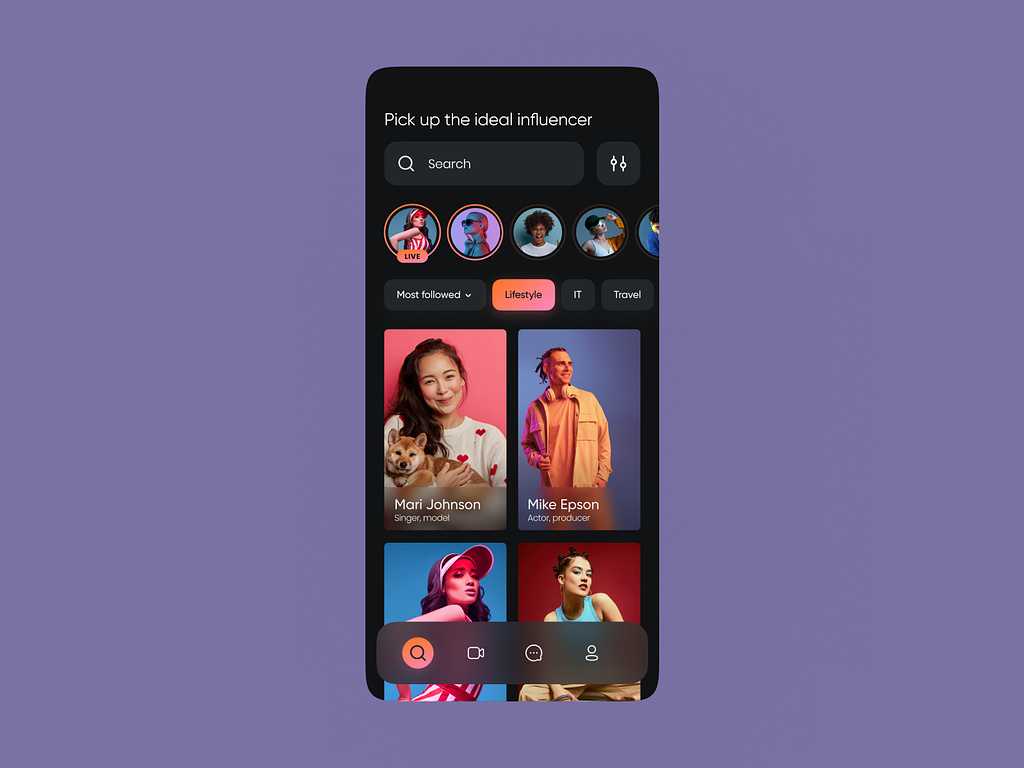 Pick up the ideal influencer
Search
LIVE
Most followed
Lifestyle
IT
Travel
Mari Johnson
Singer, model
Mike Epson
Actor, producer